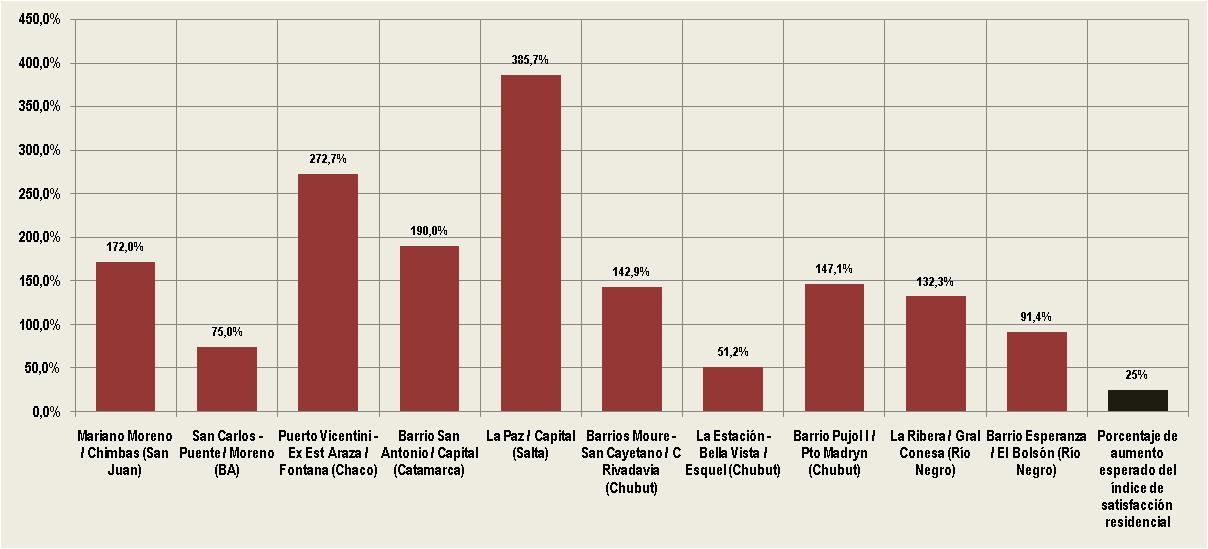 450,0%
400,0%
350,0%
300,0%
250,0%
200,0%
150,0%
100,0%
50,0%
0,0%
172,0%
75,0%
272,7%
190,0%
385,7%
142,9%
51,2%
147,1%
132,3%
91,4%
25%
Mariano Moreno
/ Chimbas (San
Juan)
San Carlos -
Puente / Moreno
(BA)
Puerto Vicentini -
Ex Est Araza /
Fontana (Chaco)
Barrio San
Antonio / Capital
(Catamarca)
La Paz / Capital
(Salta)
Barrios Moure -
San Cayetano / C
Rivadavia
(Chubut)
La Estación -
Bella Vista /
Esquel (Chubut)
Barrio Pujol I /
Pto Madryn
(Chubut)
La Ribera / Gral
Conesa (Río
Negro)
Barrio Esperanza
/ El Bolsón (Río
Negro)
Porcentaje de
aumento
esperado del
índice de
satisfacción
residencial